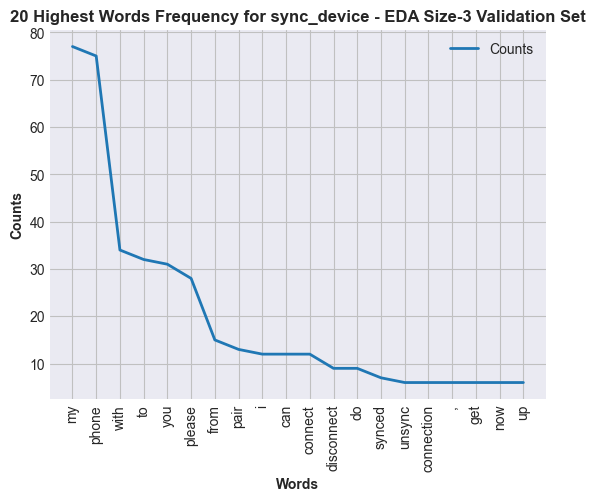 20 Highest Words Frequency for sync_device - EDA Size-3 Validation Set
Counts
80
70
60
50
40
30
20
10
Counts
my
phone
with
to
you
please
from
pair
i
can
connect
disconnect
do
synced
unsync
connection
,
get
now
up
Words